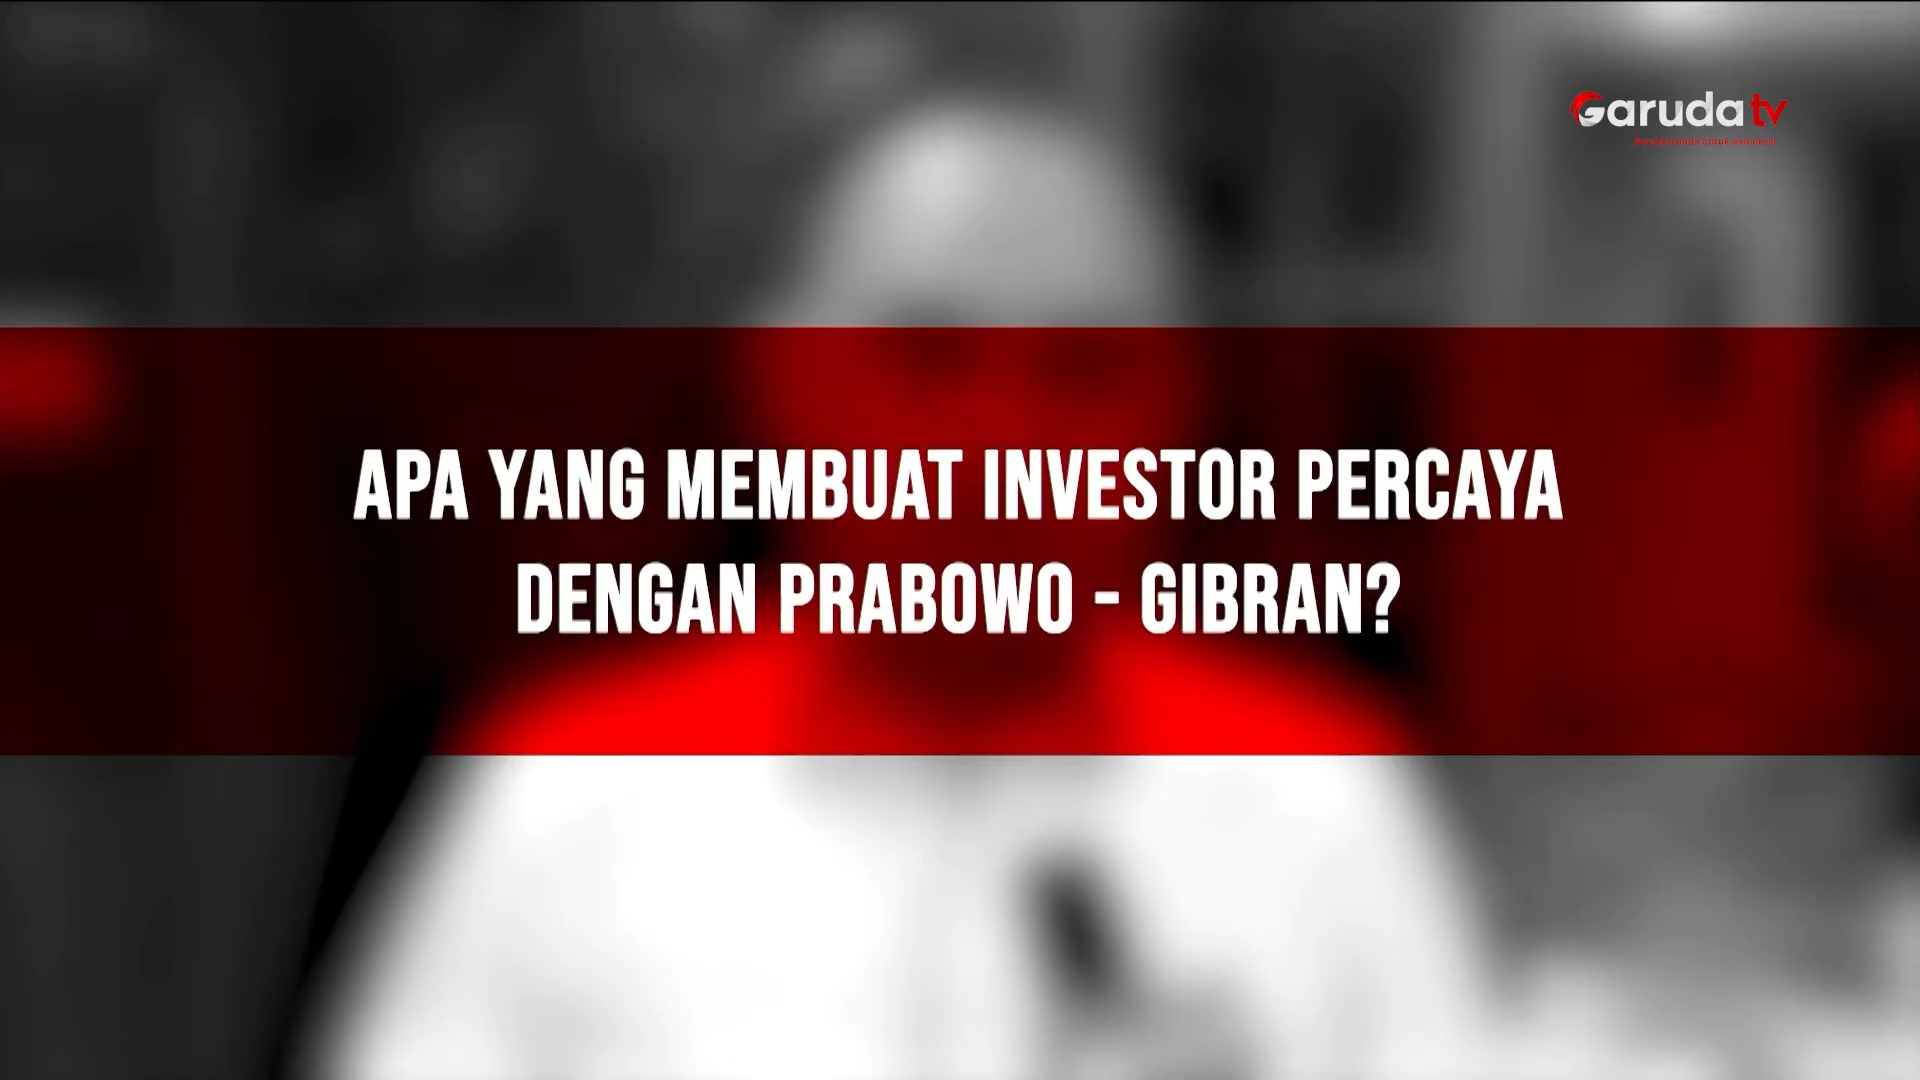 Garuda tv
APA YANG MEMBUAT INVESTOR PERCAYA
DENGAN PRABOWO - GIBRAN?